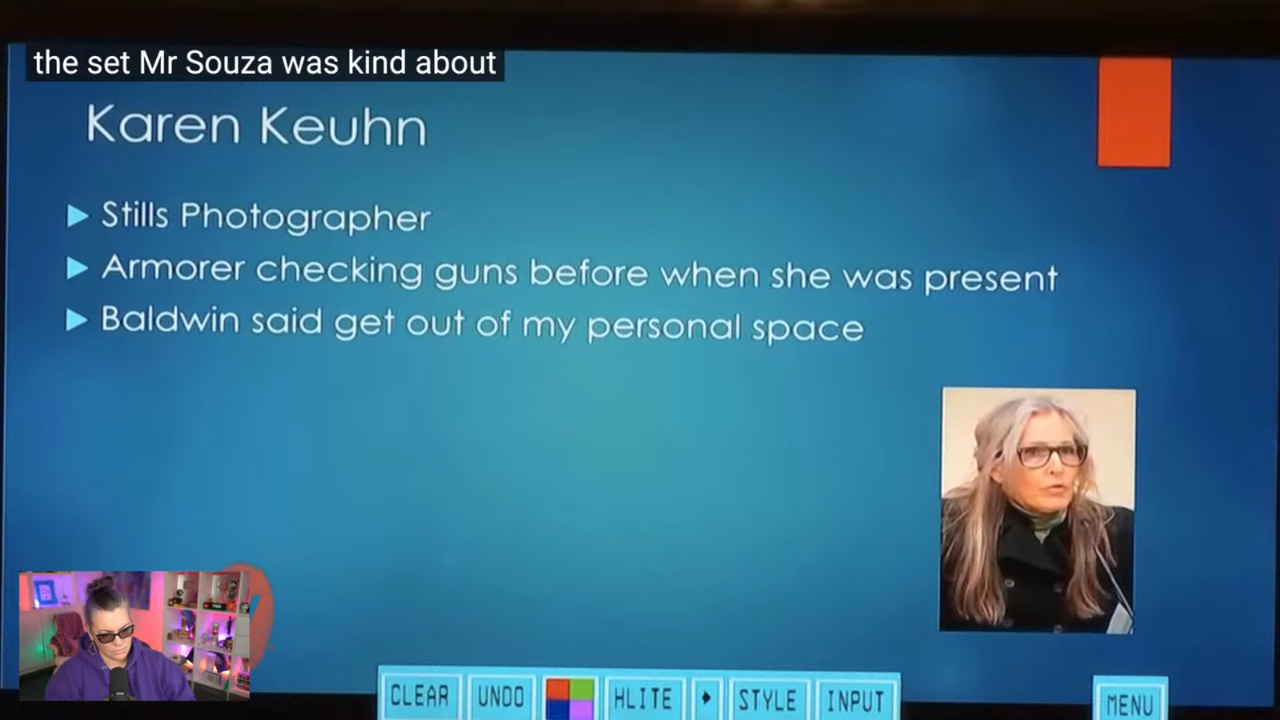 the set Mr Souza was kind about
Karen Keuhn
Stills Photographer
Armorer checking guns before when she was present
Baldwin said get out of my personal space
CLEAR
UNDO
HLITE
STYLE
INPUT
MENU